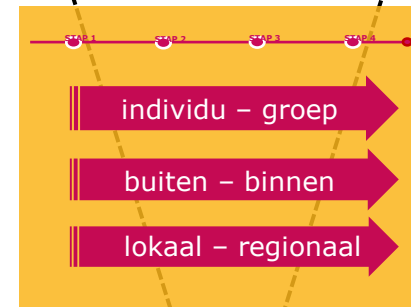 STAP 1 STAP 2 STAP 3 STAP 4
individu – groep
buiten – binnen
lokaal – regionaal